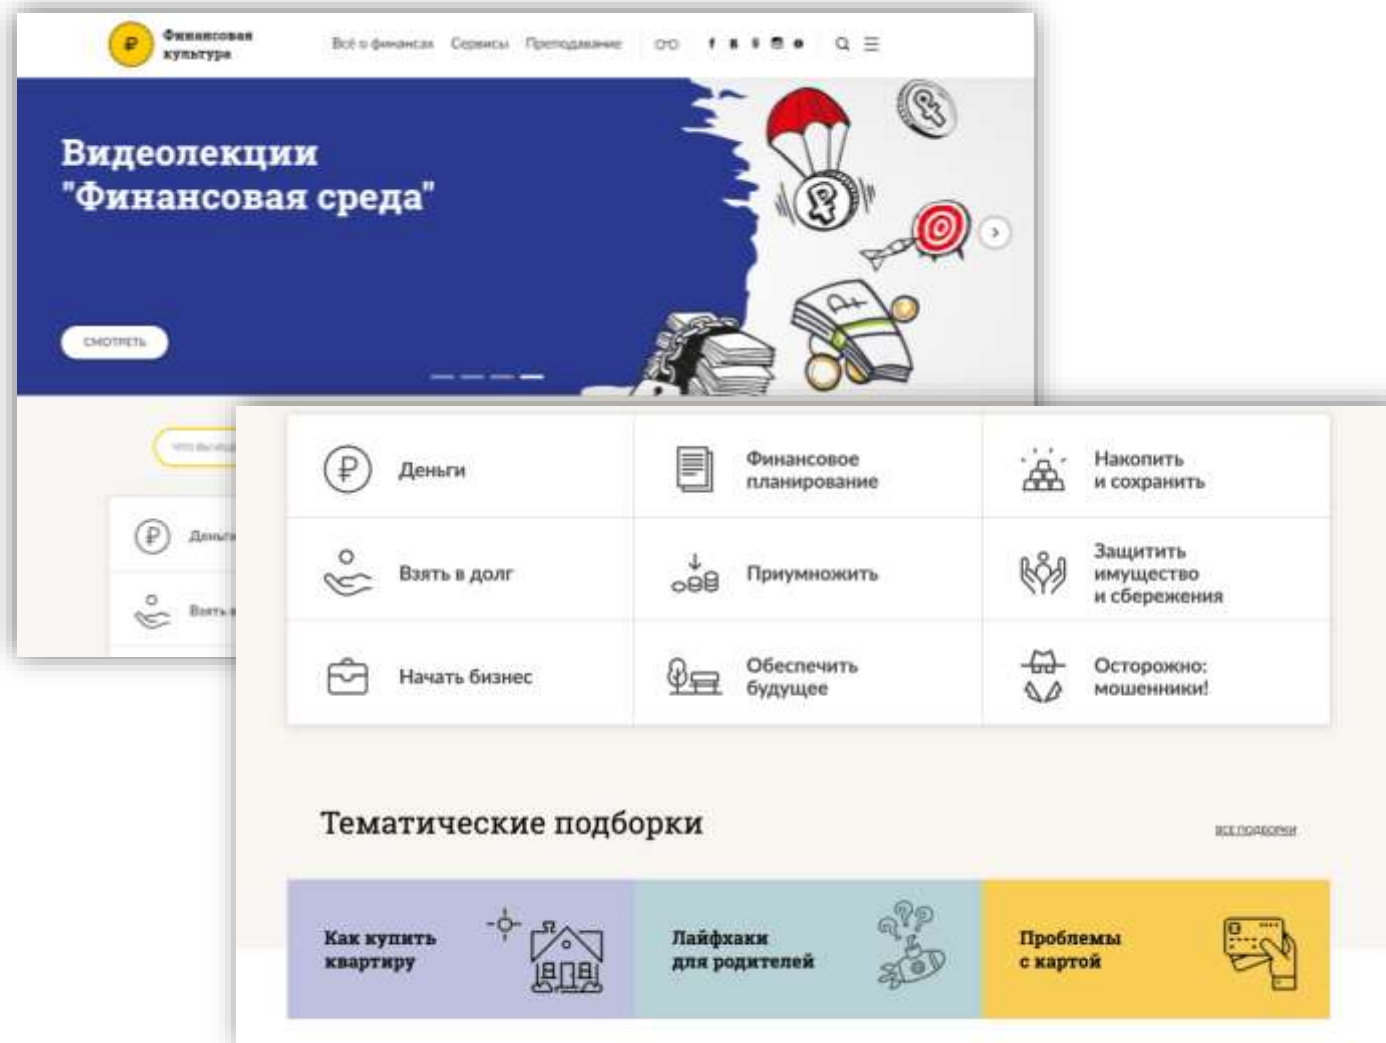 Финансовая
культура
Всё о финансах Сервисы Преподавание
Видеолекции
"Финансовая среда"
СМОТРЕТЬ
Деньги
Взять в
Деньги
Финансовое
планирование
Накопить
и сохранить
Взять в долг
Приумножить
Защитить
имущество
и сбережения
Начать бизнес
Обеспечить
будущее
Осторожно:
мошенники!
Тематические подборки
ВСЕ ПОДБОРКИ
Как купить
квартиру
Лайфхаки
для родителей
Проблемы
с картой